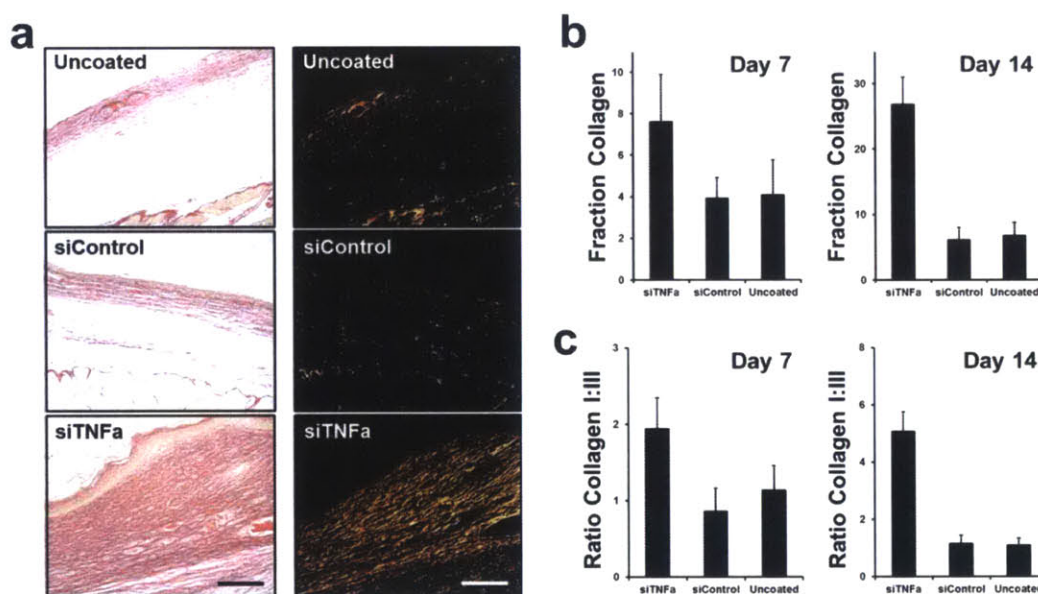 a
Uncoated
Uncoated
siControl
siControl
siTNFa
siTNFa
b
Day 7
Fraction Collagen
10
8
6
4
2
0
siTNFa siControl Uncoated
Day 14
Fraction Collagen
30
20
10
0
siTNFa siControl Uncoated
c
Day 7
Ratio Collagen I:III
3
2
1
0
siTNFa siControl Uncoated
Day 14
Ratio Collagen I:III
8
6
4
2
0
siTNFa siControl Uncoated